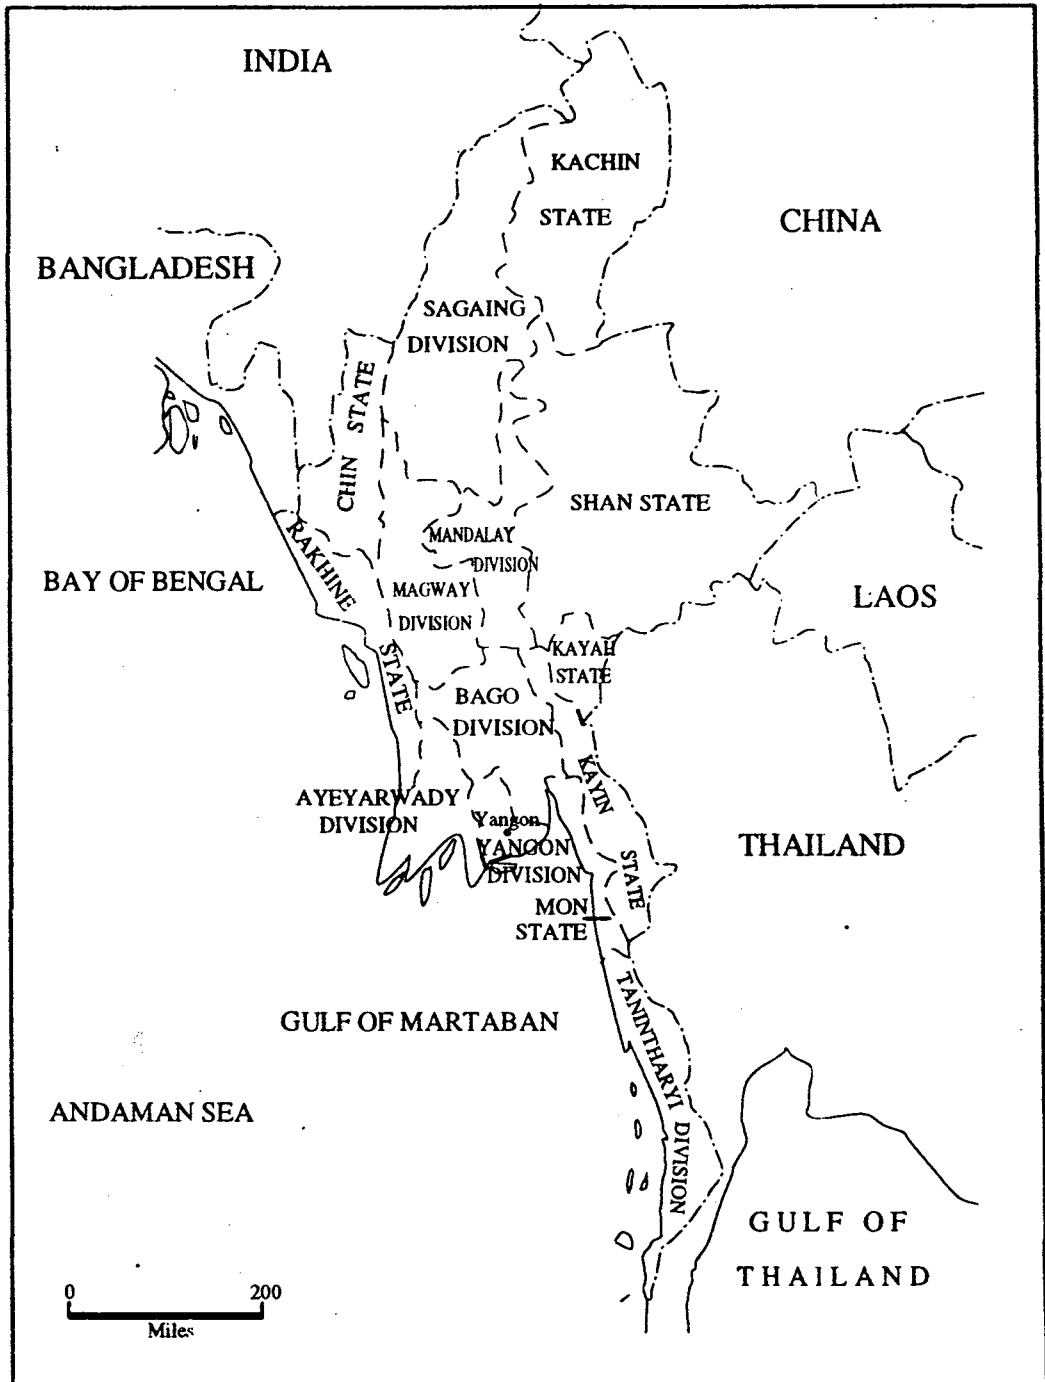 INDIA
KACHIN
STATE
CHINA
BANGLADESH
SAGAING
DIVISION
CHIN STATE
SHAN STATE
MANDALAY
DIVISION
RAKHINE STATE
BAY OF BENGAL
MAGWAY
DIVISION
LAOS
KAYAH
STATE
BAGO
DIVISION
KAYIN STATE
AYEYARWADY
DIVISION
Yangon
YANGON
DIVISION
THAILAND
MON
STATE
TANINTHARYI DIVISION
GULF OF MARTABAN
ANDAMAN SEA
GULF OF
THAILAND
0 200
Miles